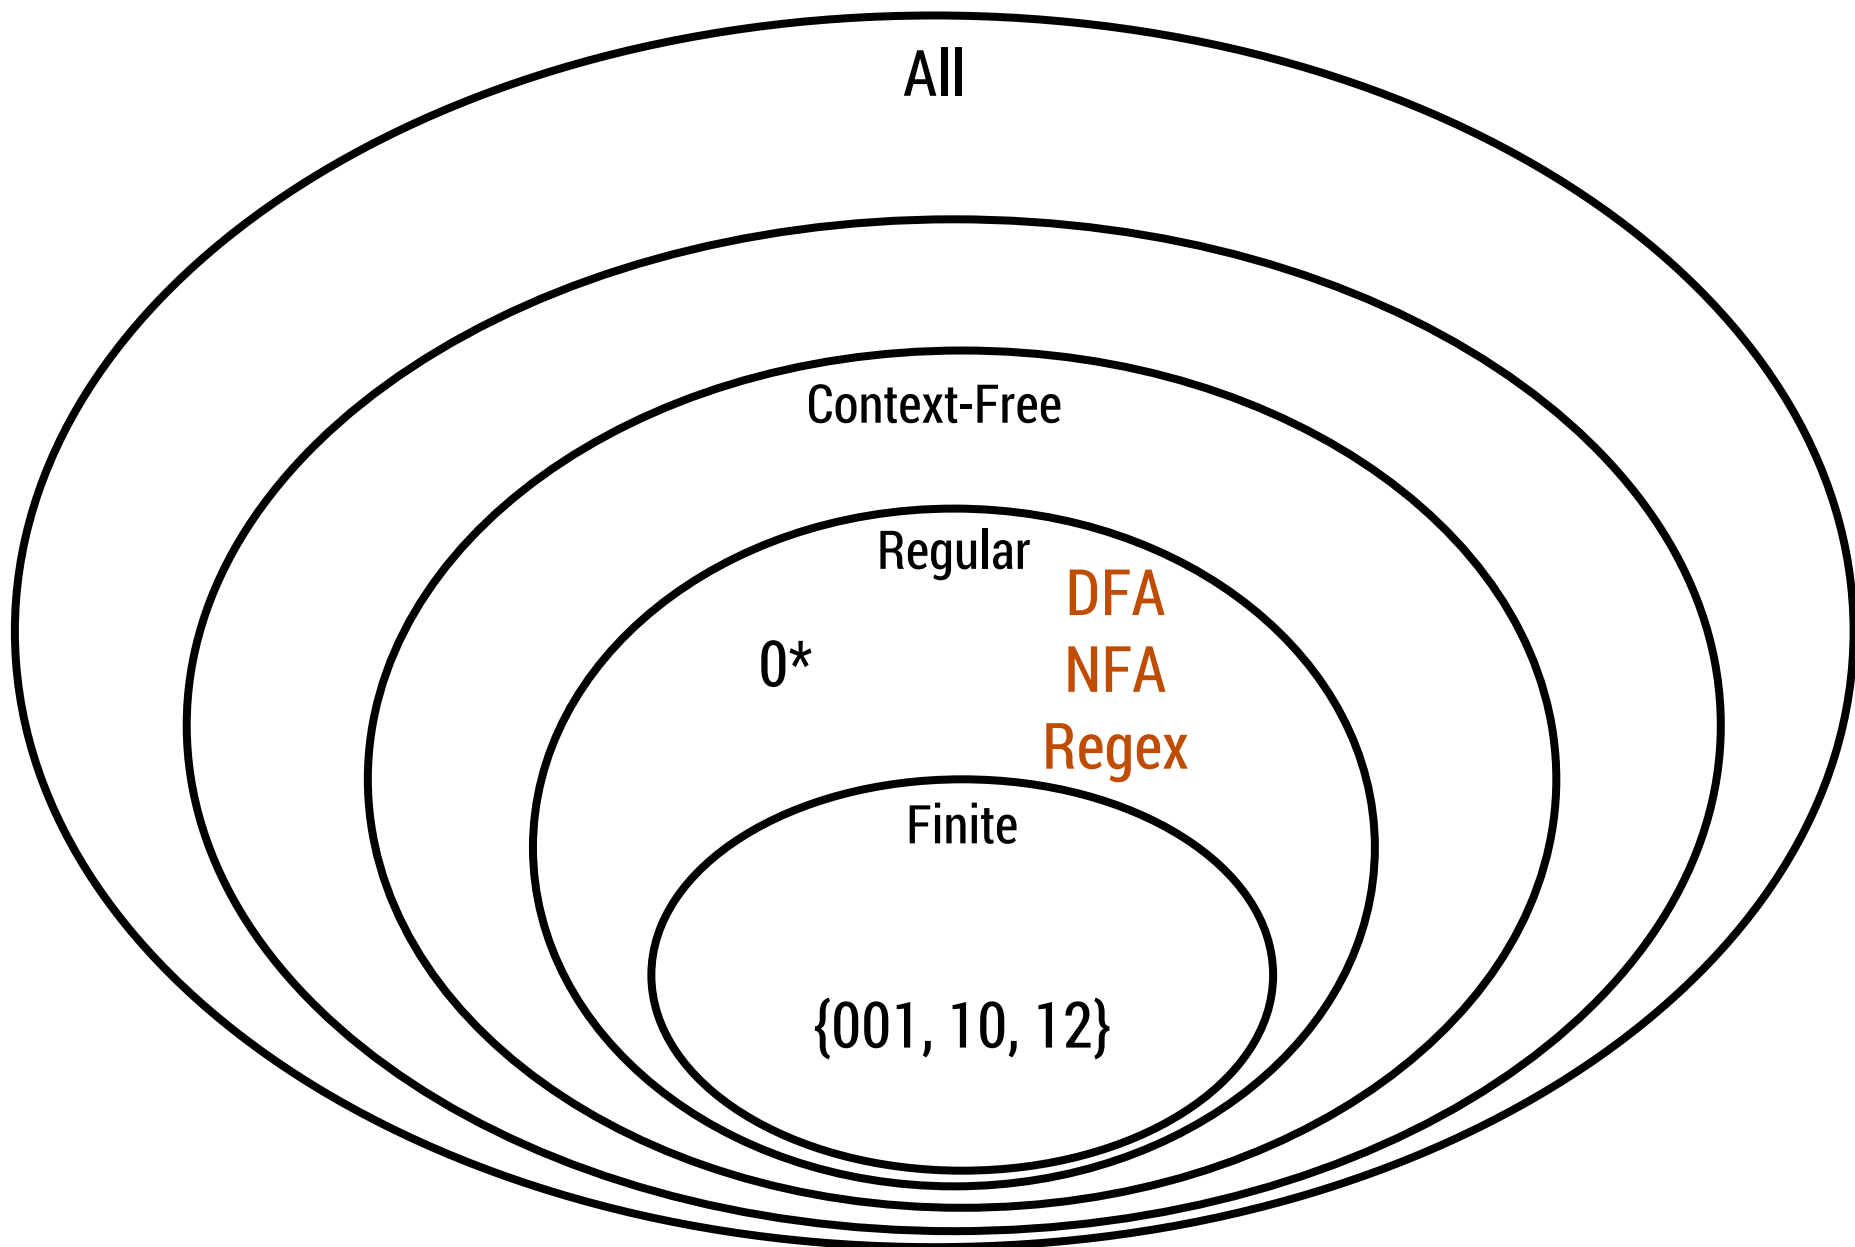 All
Context-Free
Regular
DFA
0*
NFA
Regex
Finite
{001, 10, 12}